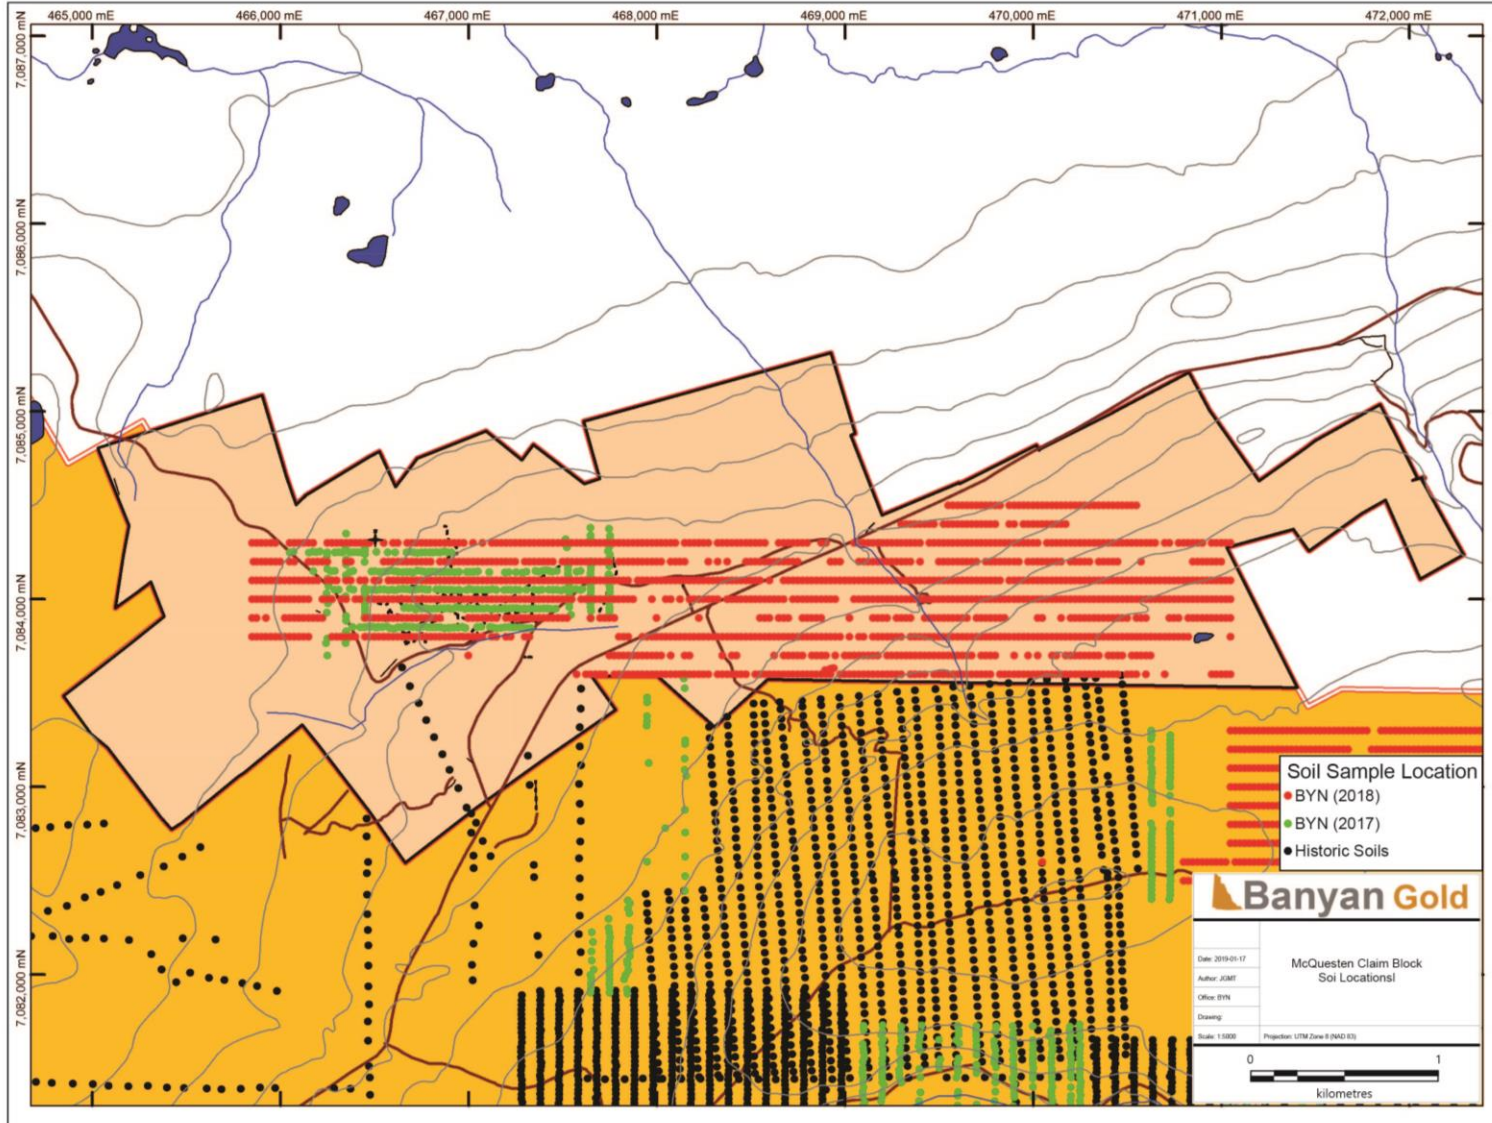 465,000 mE
466,000 mE
467,000 mE
468,000 mE
469,000 mE
470,000 mE
471,000 mE
472,000 mE
7,087,000 mN
7,086,000 mN
7,085,000 mN
7,084,000 mN
7,083,000 mN
7,082,000 mN
Soil Sample Location
BYN (2018)
BYN (2017)
Historic Soils
Banyan Gold
Date: 2019-01-17
Author: JGMT
Office: BYN
Drawing:
Scale: 1:5000
McQuesten Claim Block
Soi Locationsl
Projection: UTM Zone 8 (NAD 83)
0 1
kilometres